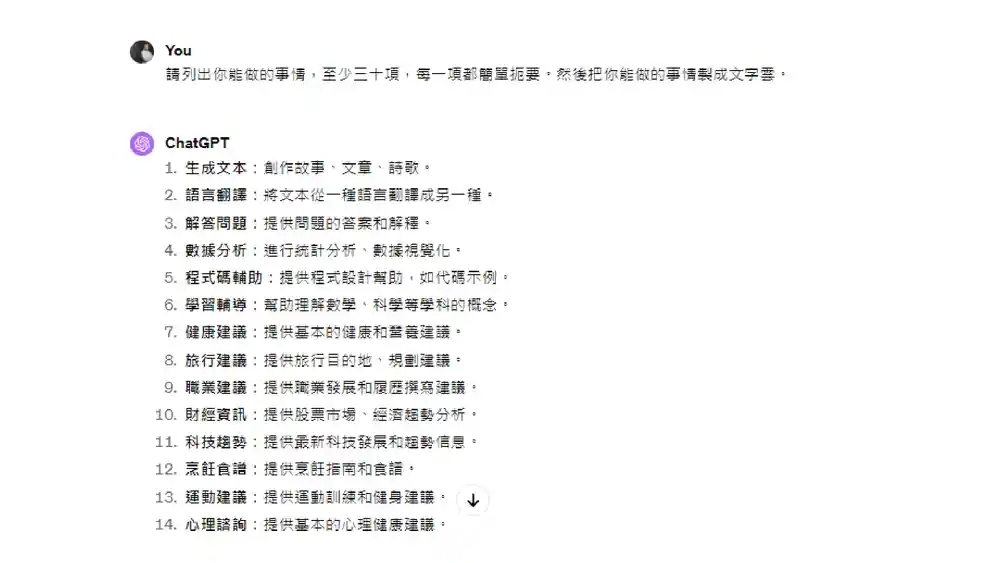 You
請列出你能做的事情，至少三十項，每一項都簡單扼要。然後把你能做的事情製成文字雲。
ChatGPT
1. 生成文本：創作故事、文章、詩歌。
2. 語言翻譯：將文本從一種語言翻譯成另一種。
3. 解答問題：提供問題的答案和解釋。
4. 數據分析：進行統計分析、數據視覺化。
5. 程式碼輔助：提供程式設計幫助，如代碼示例。
6. 學習輔導：幫助理解數學、科學等學科的概念。
7. 健康建議：提供基本的健康和營養建議。
8. 旅行建議：提供旅行目的地、規劃建議。
9. 職業建議：提供職業發展和履歷撰寫建議。
10. 財經資訊：提供股票市場、經濟趨勢分析。
11. 科技趨勢：提供最新科技發展和趨勢信息。
12. 烹飪食譜：提供烹飪指南和食譜。
13. 運動建議：提供運動訓練和健身建議。
14. 心理諮詢：提供基本的心理健康建議。